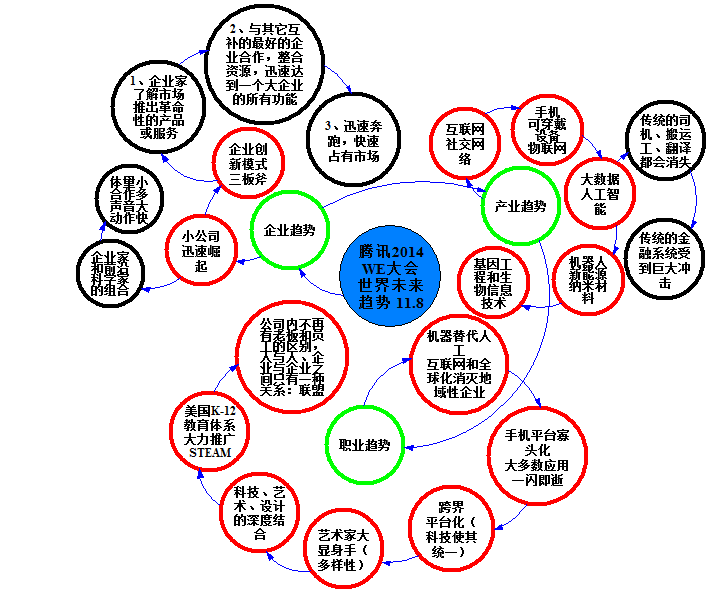 腾讯2014
WE大会
世界未来
趋势 11.8
企业趋势
小公司
迅速崛
起
企业创
新模式
三板斧
1、企业家
了解市场
推出革命
性的产品
或服务
2、与其它互
补的最好的企
业合作，整合
资源，迅速达
到一个大企业
的所有功能
3、迅速奔
跑，快速
占有市场
企业家
和前沿
科学家
的组合
体量小
合作多
声音大
动作快
产业趋势
互联网
社交网
络
手机
可穿戴
设备
物联网
大数据
人工智
能
传统的司
机、搬运
工、翻译
都会消失
传统的金
融系统受
到巨大冲
击
机器人
新能源
纳米材
料
基因工
程和生
物信息
技术
职业趋势
机器替代人
工
互联网和全
球化消灭地
域性企业
手机平台寡
头化
大多数应用
一闪即逝
跨界
平台化（
科技使其
统一）
艺术家大
显身手（
多样性）
科技、艺
术、设计
的深度结
合
美国K-12
教育体系
大力推广
STEAM
公司内不再
有老板和员
工的区别，
人与人、企
业与企业之
间只有一种
关系：联盟